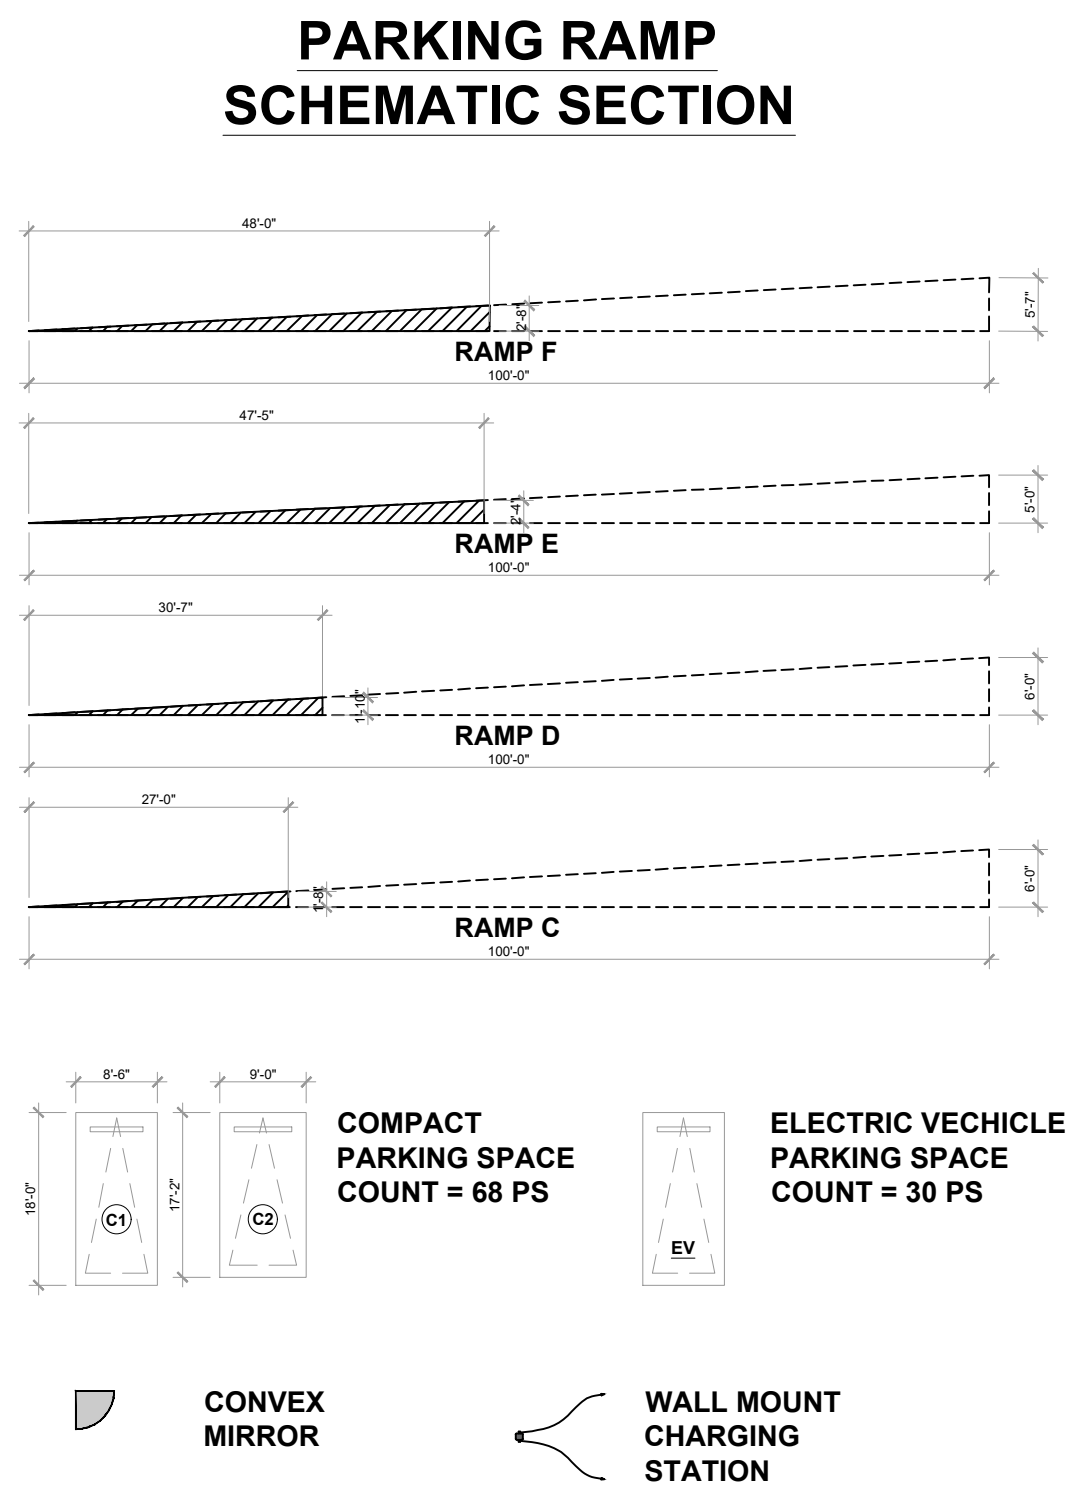 PARKING RAMP
SCHEMATIC SECTION
48'-0"
2'-8"
5'-7"
RAMP F
100'-0"
47'-5"
2'-4"
5'-0"
RAMP E
100'-0"
30'-7"
1'-10"
6'-0"
RAMP D
100'-0"
27'-0"
1'-8"
6'-0"
RAMP C
100'-0"
8'-6"
9'-0"
18'-0"
17'-2"
C1
C2
COMPACT
PARKING SPACE
COUNT = 68 PS
EV
ELECTRIC VECHICLE
PARKING SPACE
COUNT = 30 PS
CONVEX
MIRROR
WALL MOUNT
CHARGING
STATION